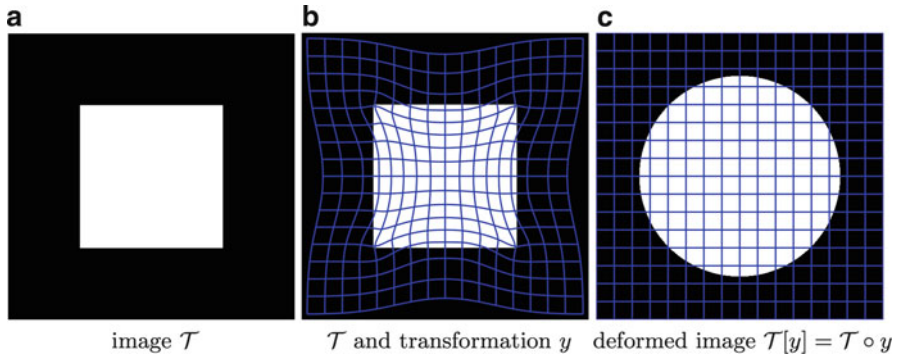 a
b
c
image 𝒯
𝒯 and transformation y
deformed image 𝒯[y] = 𝒯 ∘ y